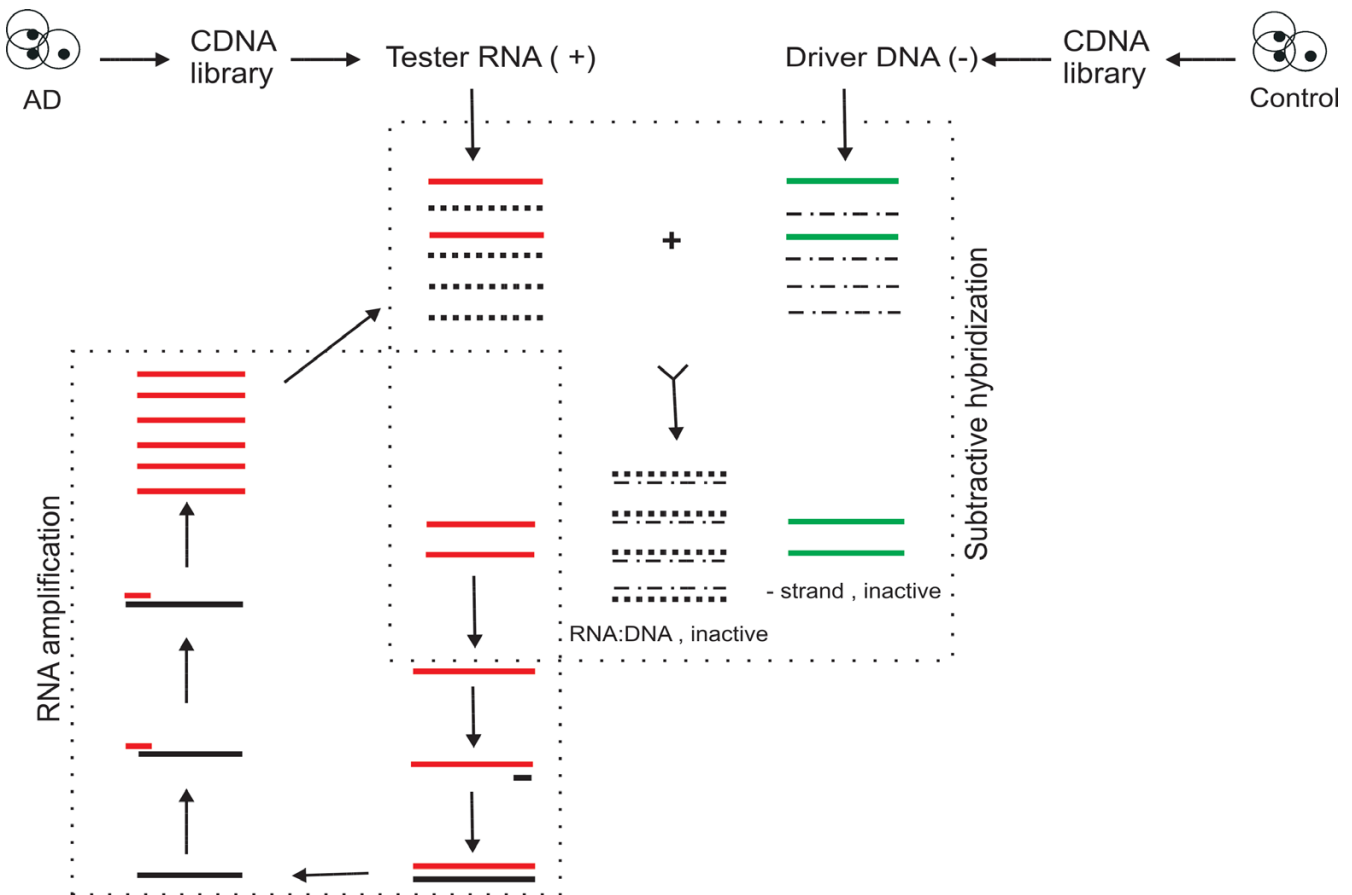 AD
CDNA
library
Tester RNA ( +)
Driver DNA (-)
CDNA
library
Control
+
Subtractive hybridization
- strand , inactive
RNA:DNA , inactive
RNA amplification